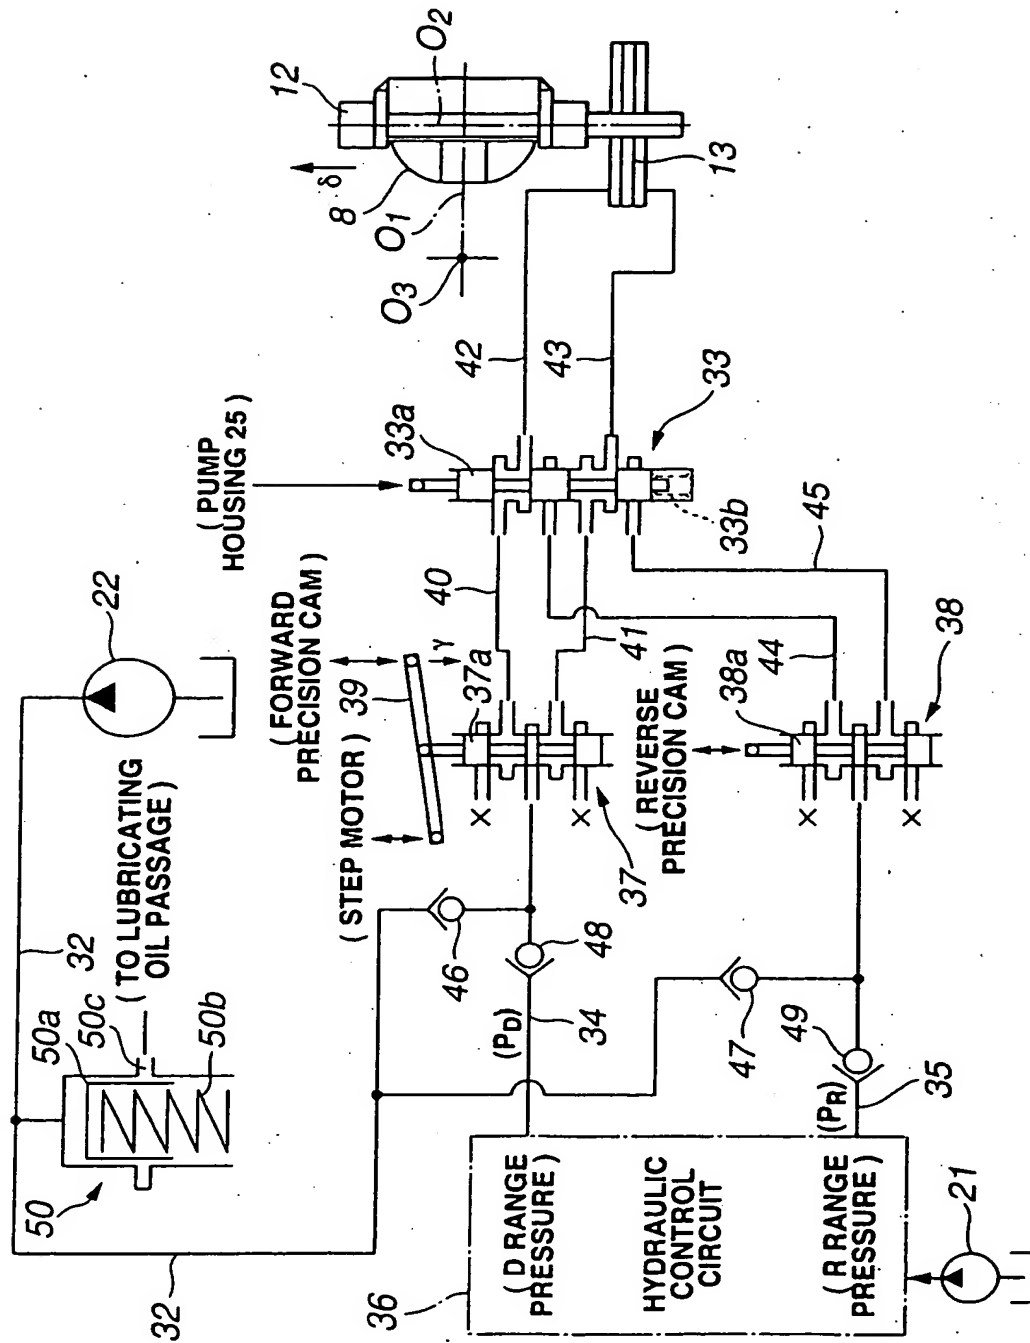 12
O2
δ
8
O1
O3
13
42
43
33
33a
33b
( PUMP
HOUSING 25)
22
40
41
45
44
( FORWARD
PRECISION CAM )
γ
39
37a
( STEP MOTOR )
X
X
37
( REVERSE
PRECISION CAM )
38a
38
X
X
32
( TO LUBRICATING
OIL PASSAGE )
50a
50c
50b
50
46
48
(PD)
34
47
49
(PR)
35
32
36
( D RANGE
PRESSURE )
HYDRAULIC
CONTROL
CIRCUIT
( R RANGE
PRESSURE )
21